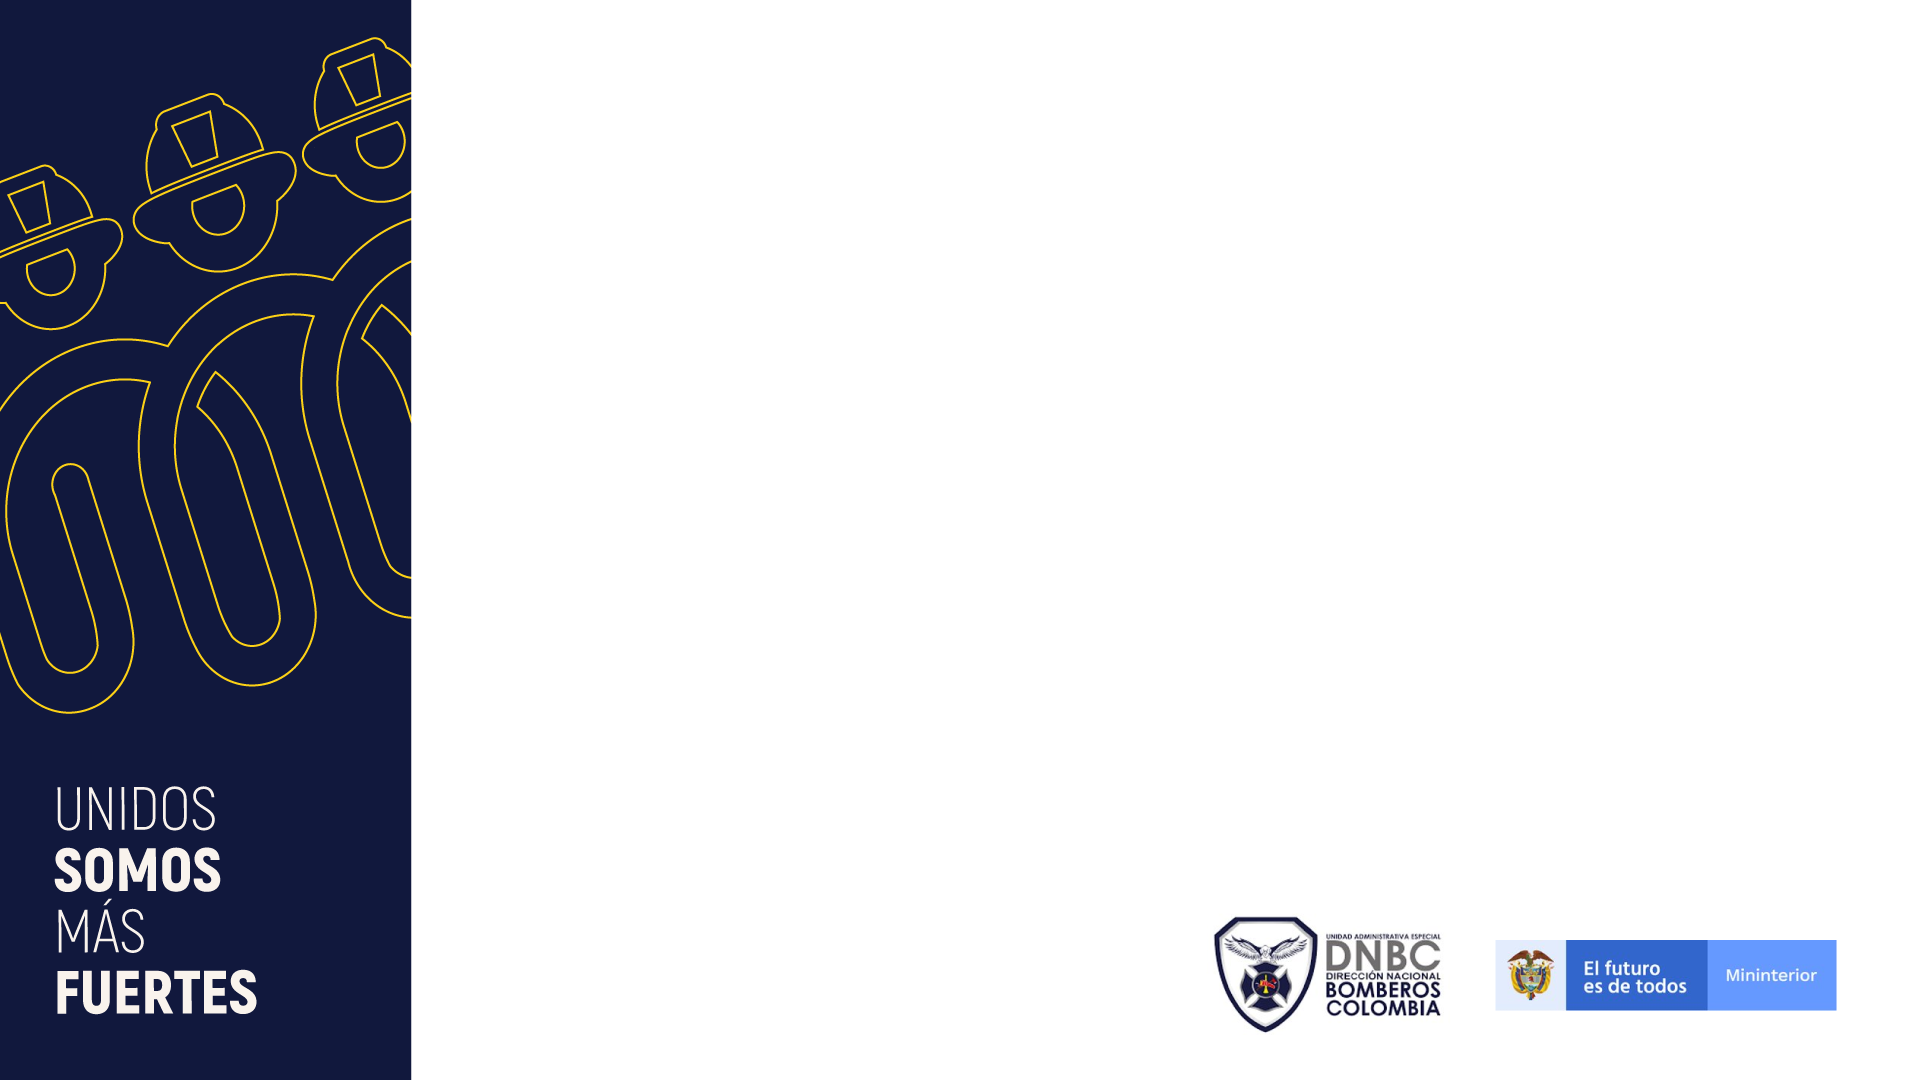 UNIDOS
SOMOS
MÁS
FUERTES
UNIDAD ADMINISTRATIVA ESPECIAL
DNBC
DIRECCIÓN NACIONAL
BOMBEROS
COLOMBIA
El futuro
es de todos
Mininterior